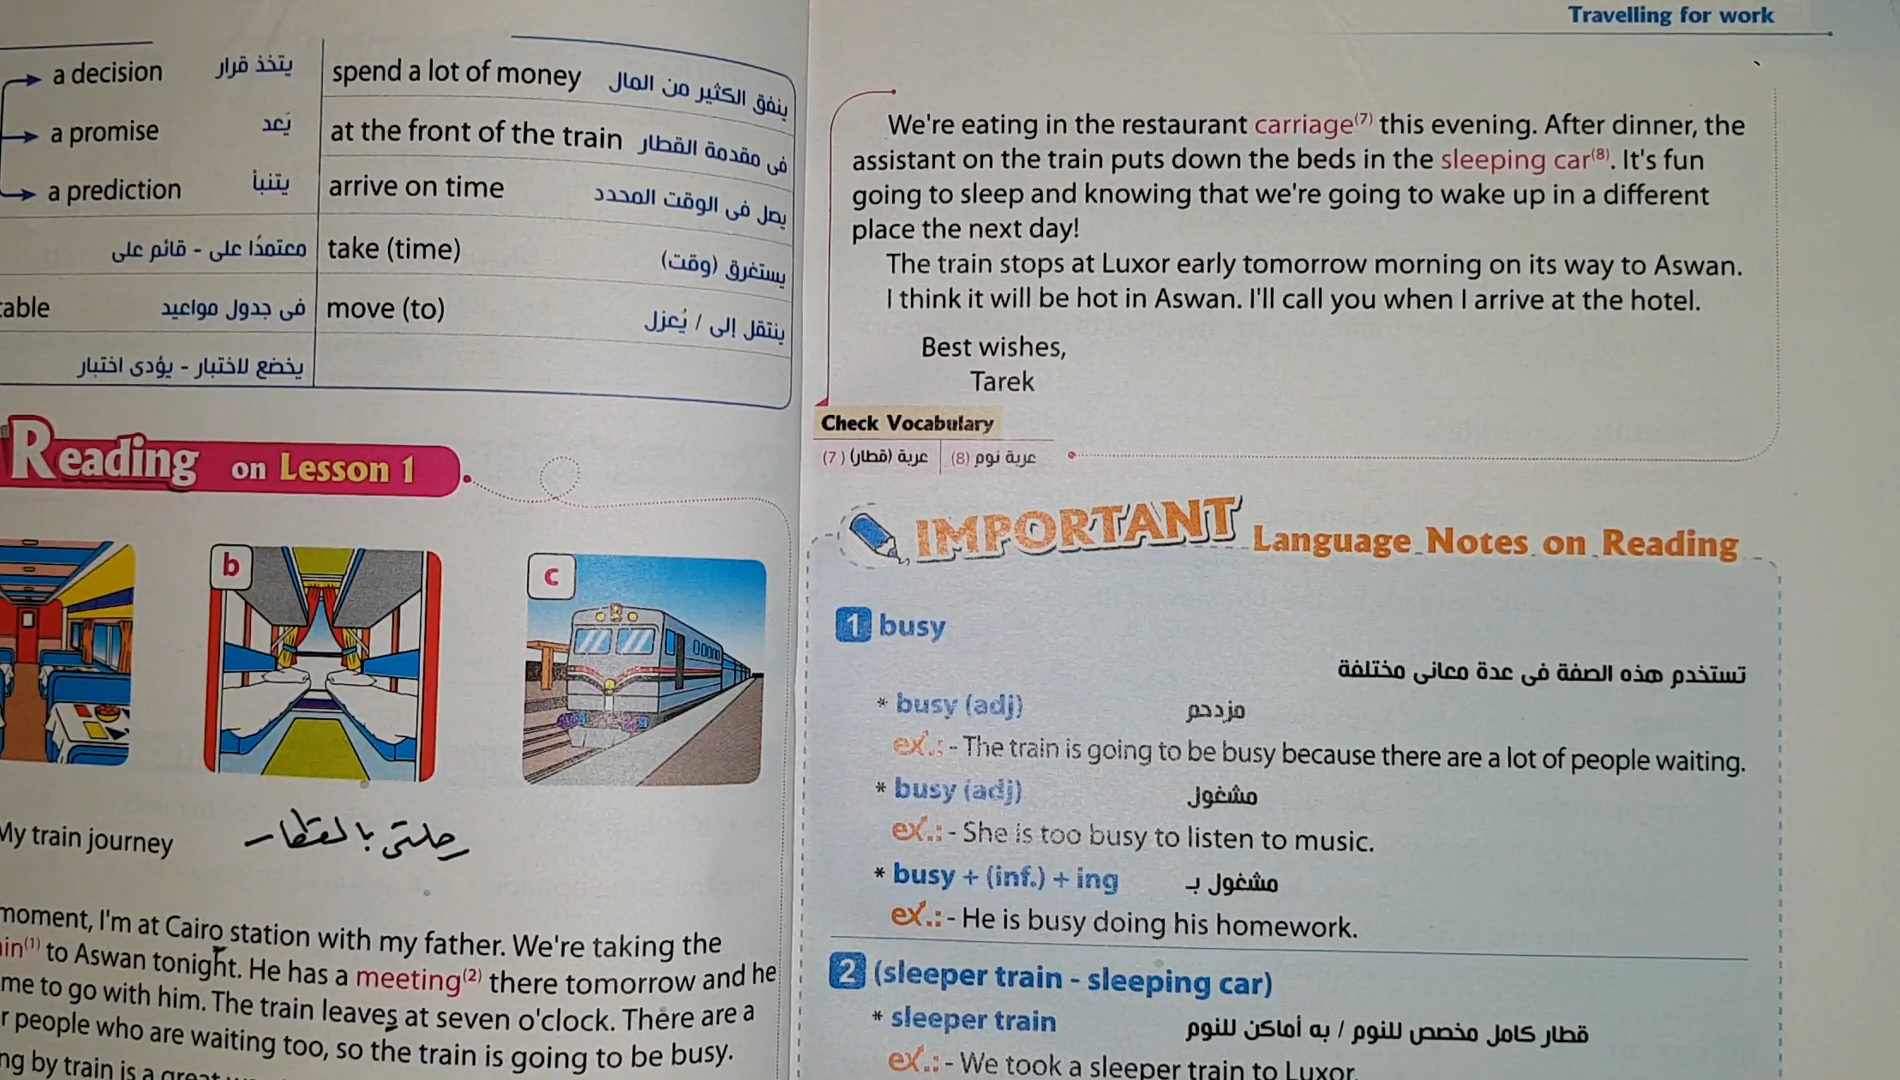 a decision يتخذ قرار
a promise يَعد
a prediction يتنبأ
معتمدًا على - قائم على
فى جدول مواعيد
يخضع للاختبار - يؤدى اختبار
spend a lot of money ينفق الكثير من المال
at the front of the train فى مقدمة القطار
arrive on time يصل فى الوقت المحدد
take (time) يستغرق (وقت)
move (to) ينتقل إلى / يُعزل
Reading on Lesson 1
b
c
My train journey رحلتى بالقطار
moment, I'm at Cairo station with my father. We're taking the
(1) to Aswan tonight. He has a meeting(2) there tomorrow and he
me to go with him. The train leaves at seven o'clock. There are a
people who are waiting too, so the train is going to be busy.
by train is a
Travelling for work
We're eating in the restaurant carriage(7) this evening. After dinner, the
assistant on the train puts down the beds in the sleeping car(8). It's fun
going to sleep and knowing that we're going to wake up in a different
place the next day!
The train stops at Luxor early tomorrow morning on its way to Aswan.
I think it will be hot in Aswan. I'll call you when I arrive at the hotel.
Best wishes,
Tarek
Check Vocabulary
(7) عربة (قطار) (8) عربة نوم
IMPORTANT Language Notes on Reading
1 busy
تستخدم هذه الصفة فى عدة معانى مختلفة
* busy (adj) مزدحم
ex.: - The train is going to be busy because there are a lot of people waiting.
* busy (adj) مشغول
ex.: - She is too busy to listen to music.
* busy + (inf.) + ing مشغول بـ
ex.: - He is busy doing his homework.
2 (sleeper train - sleeping car)
* sleeper train قطار كامل مخصص للنوم / به أماكن للنوم
ex.: - We took a sleeper train to Luxor.